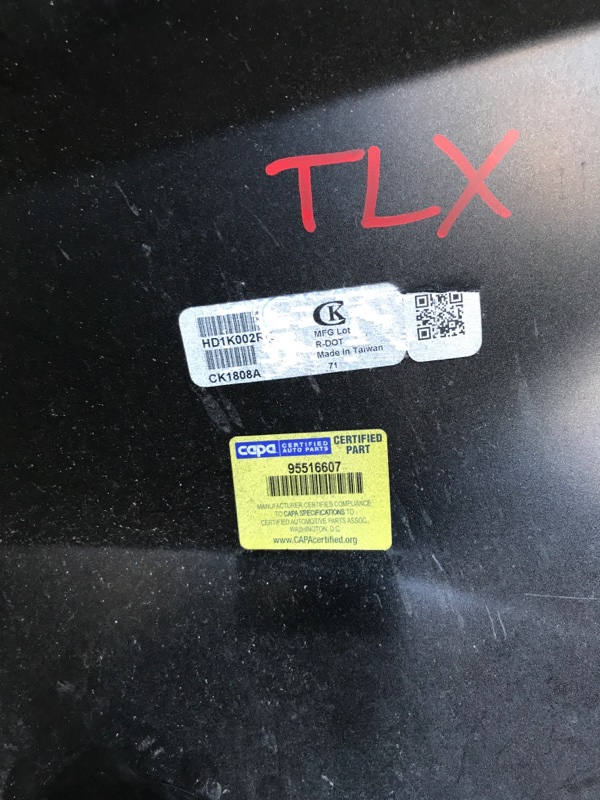 TLX
CK
MFG Lot
HD1K002R
R-DOT
Made in Taiwan
CK1808A
71
capa CERTIFIED AUTO PARTS
CERTIFIED PART
95516607
MANUFACTURER CERTIFIED COMPLIANCE
TO CAPA SPECIFICATIONS TO
CERTIFIED AUTOMOTIVE PARTS ASSOC.,
WASHINGTON, D.C.
www.CAPAcertified.org